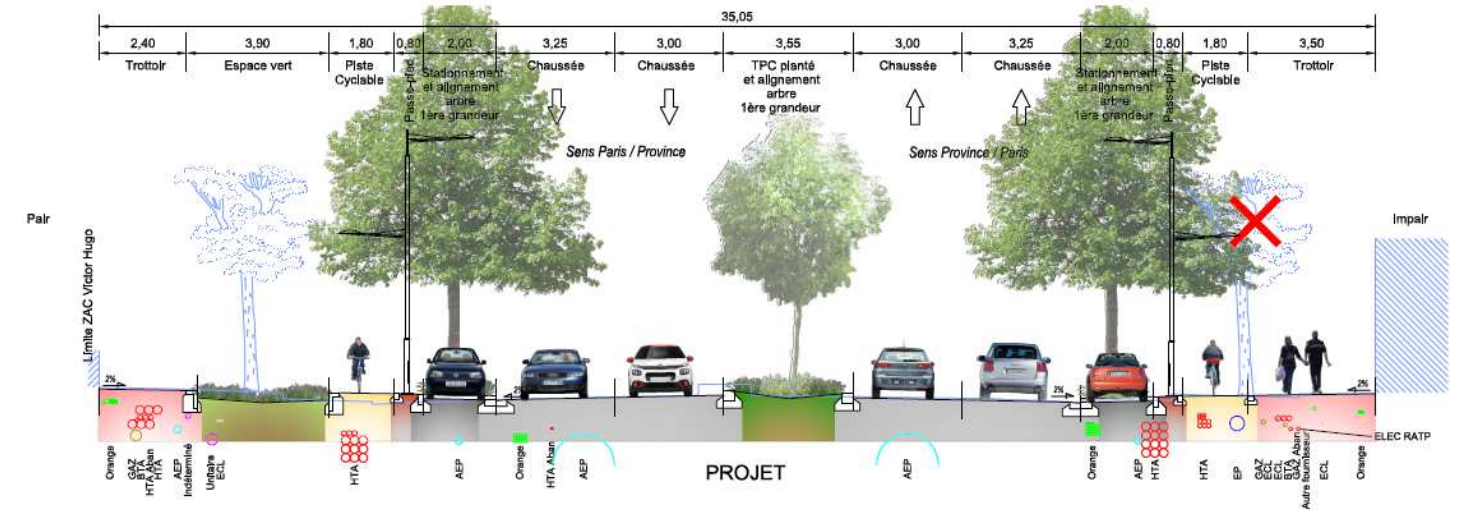 35,05
2,40
3,90
1,80
0,80
2,00
3,25
3,00
3,55
3,00
3,25
2,00
0,80
1,80
3,50
Trottoir
Espace vert
Piste
Cyclable
Passe-pied
Stationnement
et alignement
arbre
1ère grandeur
Chaussée
Chaussée
TPC planté
et alignement
arbre
1ère grandeur
Chaussée
Chaussée
Stationnement
et alignement
arbre
1ère grandeur
Passe-pied
Piste
Cyclable
Trottoir
Sens Paris / Province
Sens Province / Paris
Pair
Impair
Limite ZAC Victor Hugo
2%
2%
2%
2%
ELEC RATP
Orange
GAZ
BTA
HTA Aban
HTA
AEP
Indéterminé
Unitaire
ECL
HTA
AEP
Orange
HTA Aban
AEP
PROJET
AEP
Orange
AEP
HTA
HTA
EP
GAZ
ECL
ECL
BTA
GAZ Aban
Autre fournisseur
ECL
Orange